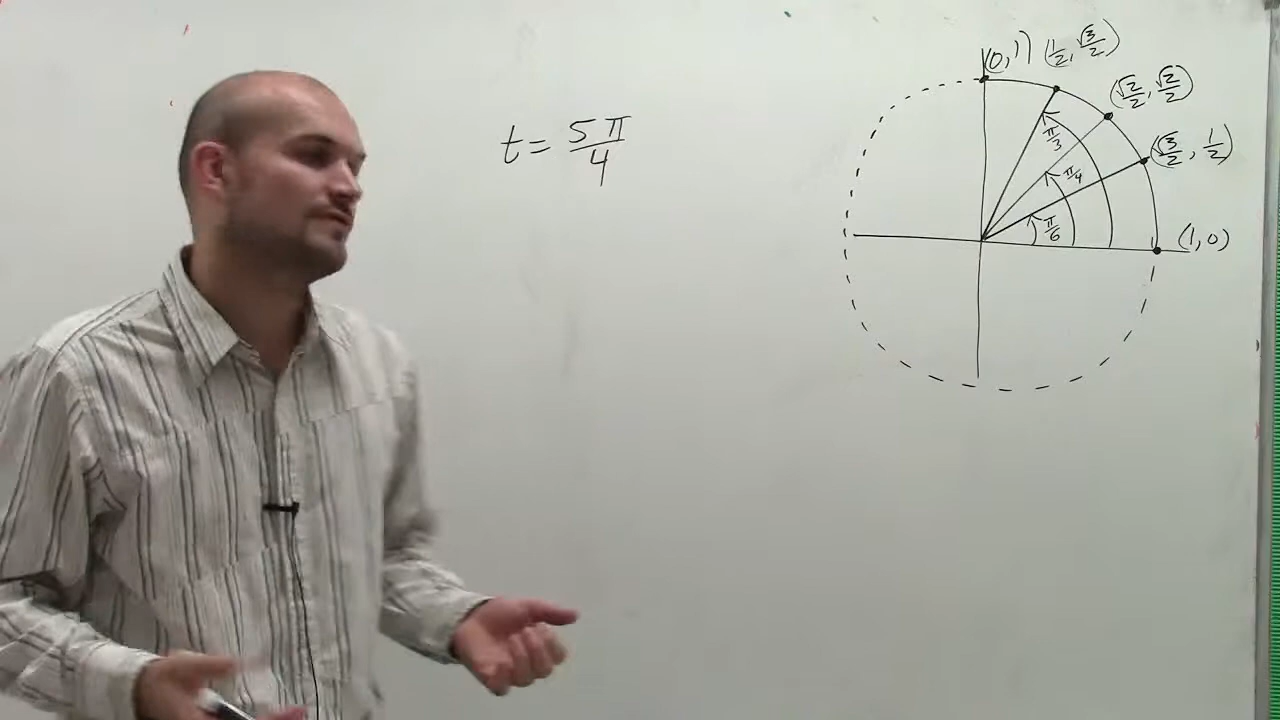 t = 5π/4
(0, 1)
(1/2, √3/2)
(√2/2, √2/2)
(√3/2, 1/2)
(1, 0)
π/3
π/4
π/6